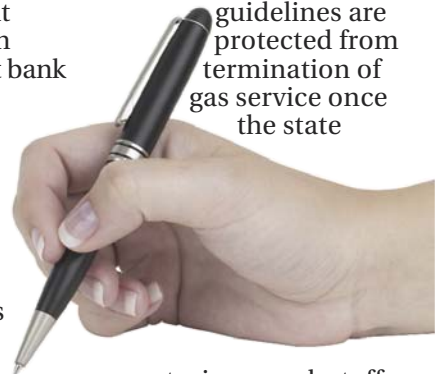 bank
guidelines are
protected from
termination of
gas service once
the state